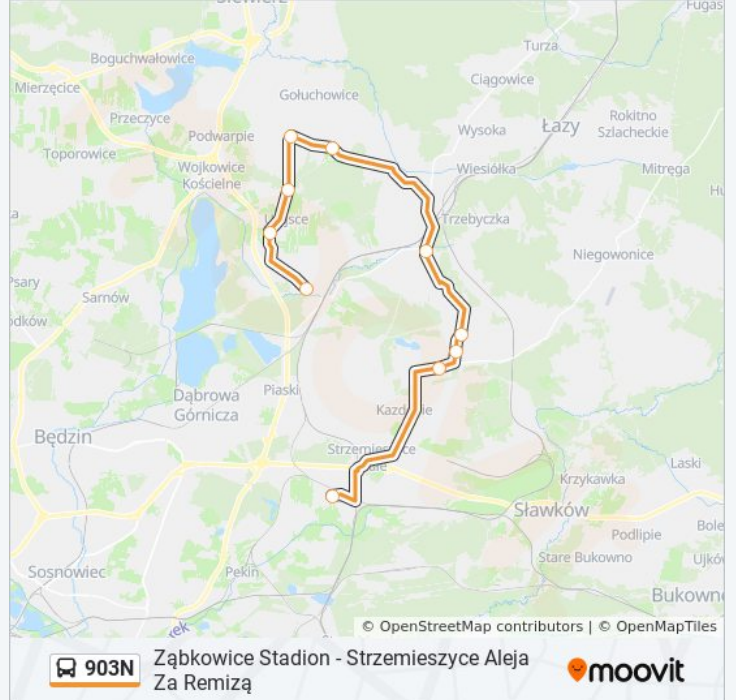 Siewierz
Fugas
Turza
Boguchwałowice
Mierzęcice
Ciągowice
Gołuchowice
Przeczyce
Rokitno
Szlacheckie
Podwarpie
Wysoka
Łazy
Toporowice
Wojkowice
Kościelne
Wiesiółka
Mitręga
Trzebyczka
Niegowonice
Sarnów
Piaski
Dąbrowa
Górnicza
Będzin
Laski
Krzykawka
Sławków
Podlipie
Stare Bukowno
Sosnowiec
Pekin
Bukowno
© OpenStreetMap contributors | © OpenMapTiles
903N
Ząbkowice Stadion - Strzemieszyce Aleja
Za Remizą
moovit